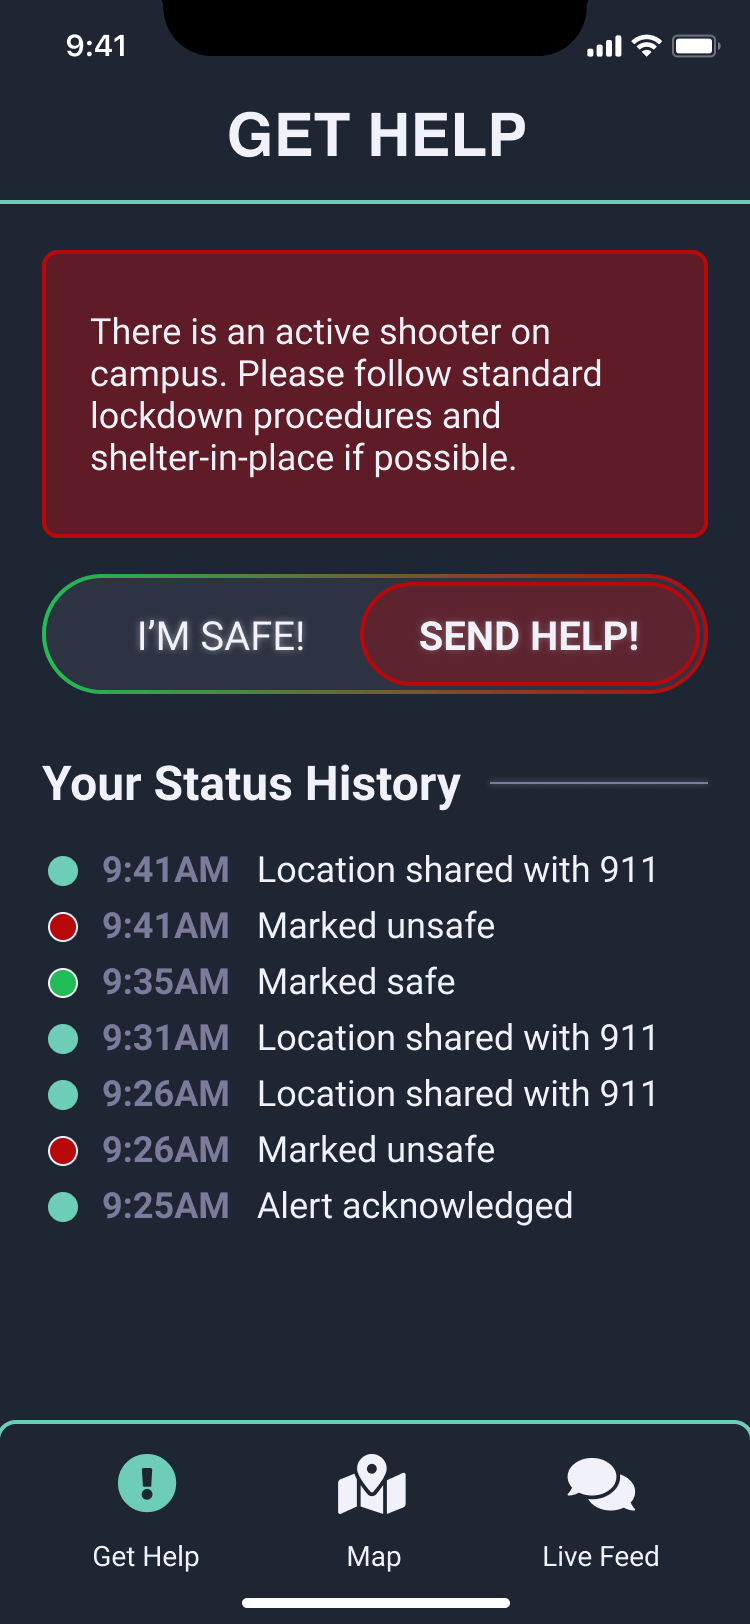 9:41
GET HELP
There is an active shooter on
campus. Please follow standard
lockdown procedures and
shelter-in-place if possible.
I’M SAFE! SEND HELP!
Your Status History
9:41AM Location shared with 911
9:41AM Marked unsafe
9:35AM Marked safe
9:31AM Location shared with 911
9:26AM Location shared with 911
9:26AM Marked unsafe
9:25AM Alert acknowledged
Get Help Map Live Feed